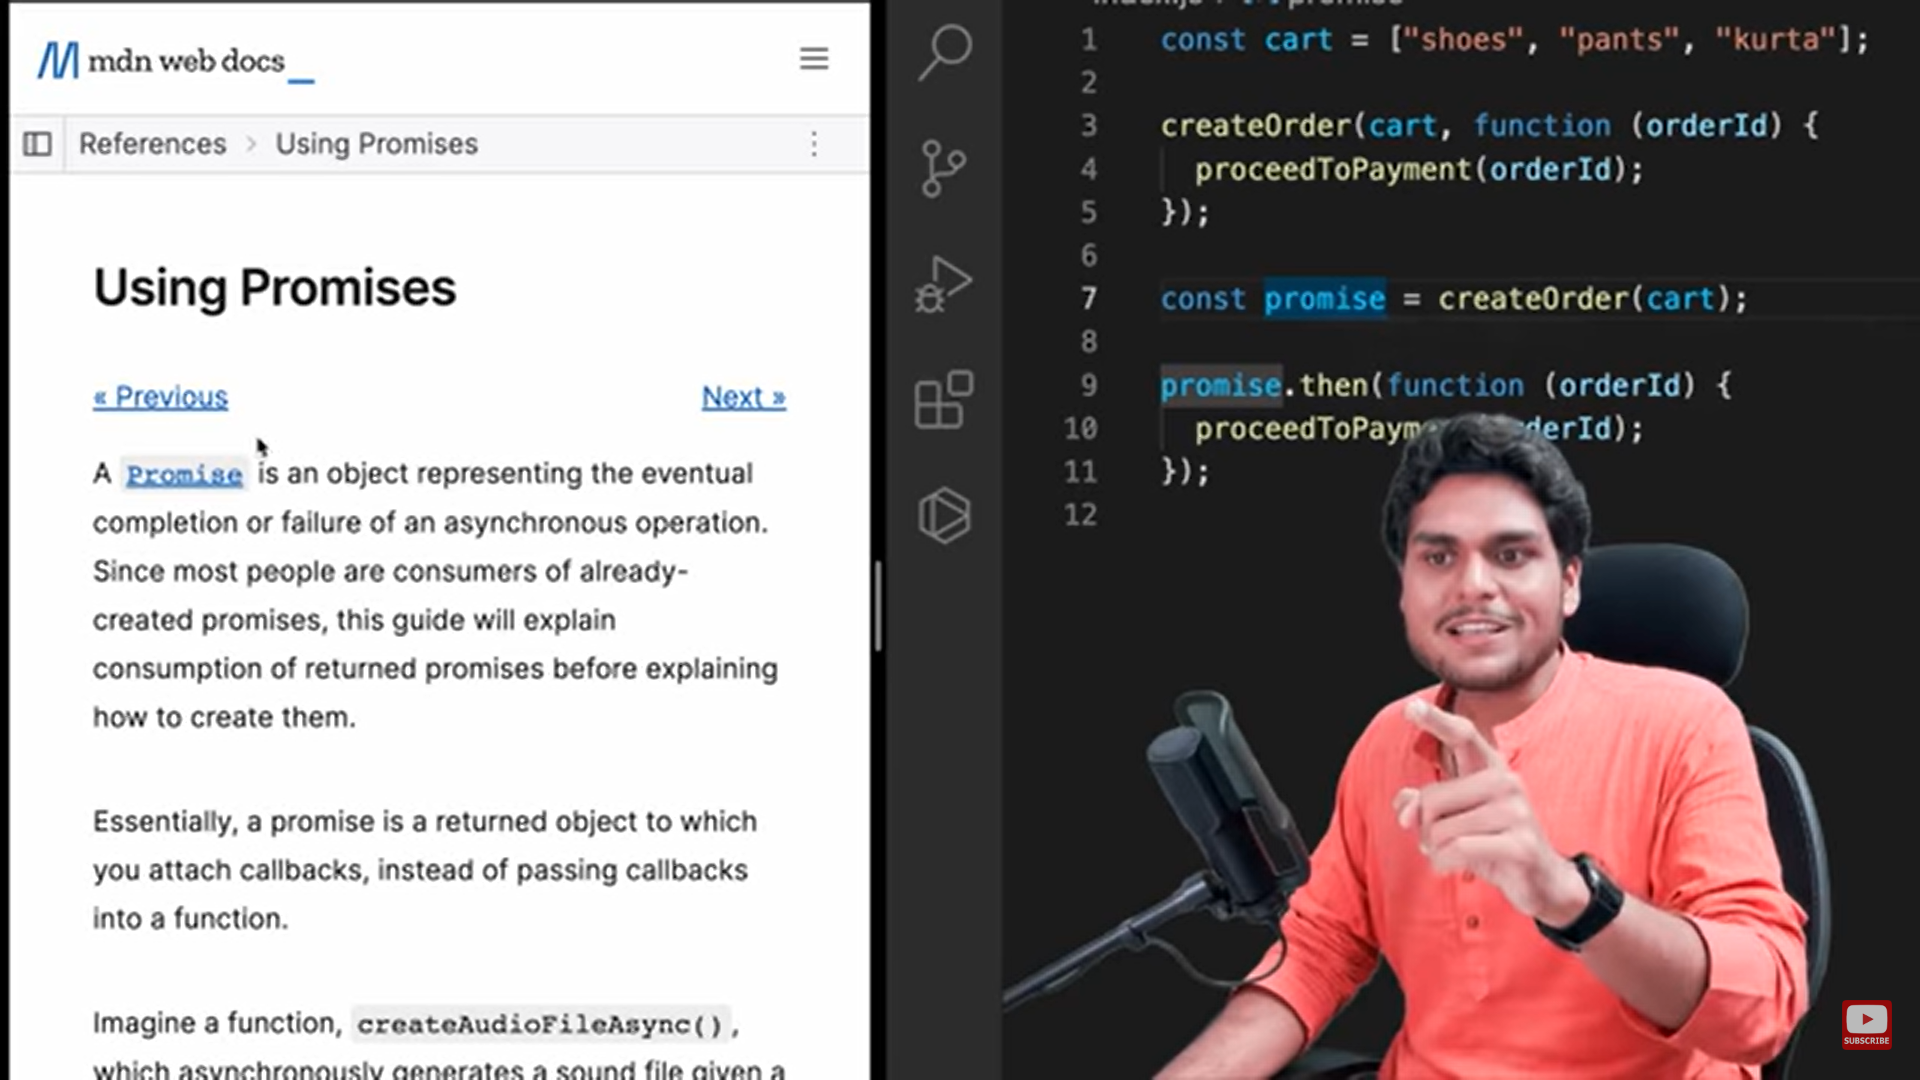 mdn web docs_
References > Using Promises
Using Promises
« Previous
Next »
A Promise is an object representing the eventual
completion or failure of an asynchronous operation.
Since most people are consumers of already-
created promises, this guide will explain
consumption of returned promises before explaining
how to create them.
Essentially, a promise is a returned object to which
you attach callbacks, instead of passing callbacks
into a function.
Imagine a function, createAudioFileAsync(),
which asynchronously generates a sound file given a
1 const cart = ["shoes", "pants", "kurta"];
2
3 createOrder(cart, function (orderId) {
4 proceedToPayment(orderId);
5 });
6
7 const promise = createOrder(cart);
8
9 promise.then(function (orderId) {
10 proceedToPaym derId);
11 });
12
SUBSCRIBE